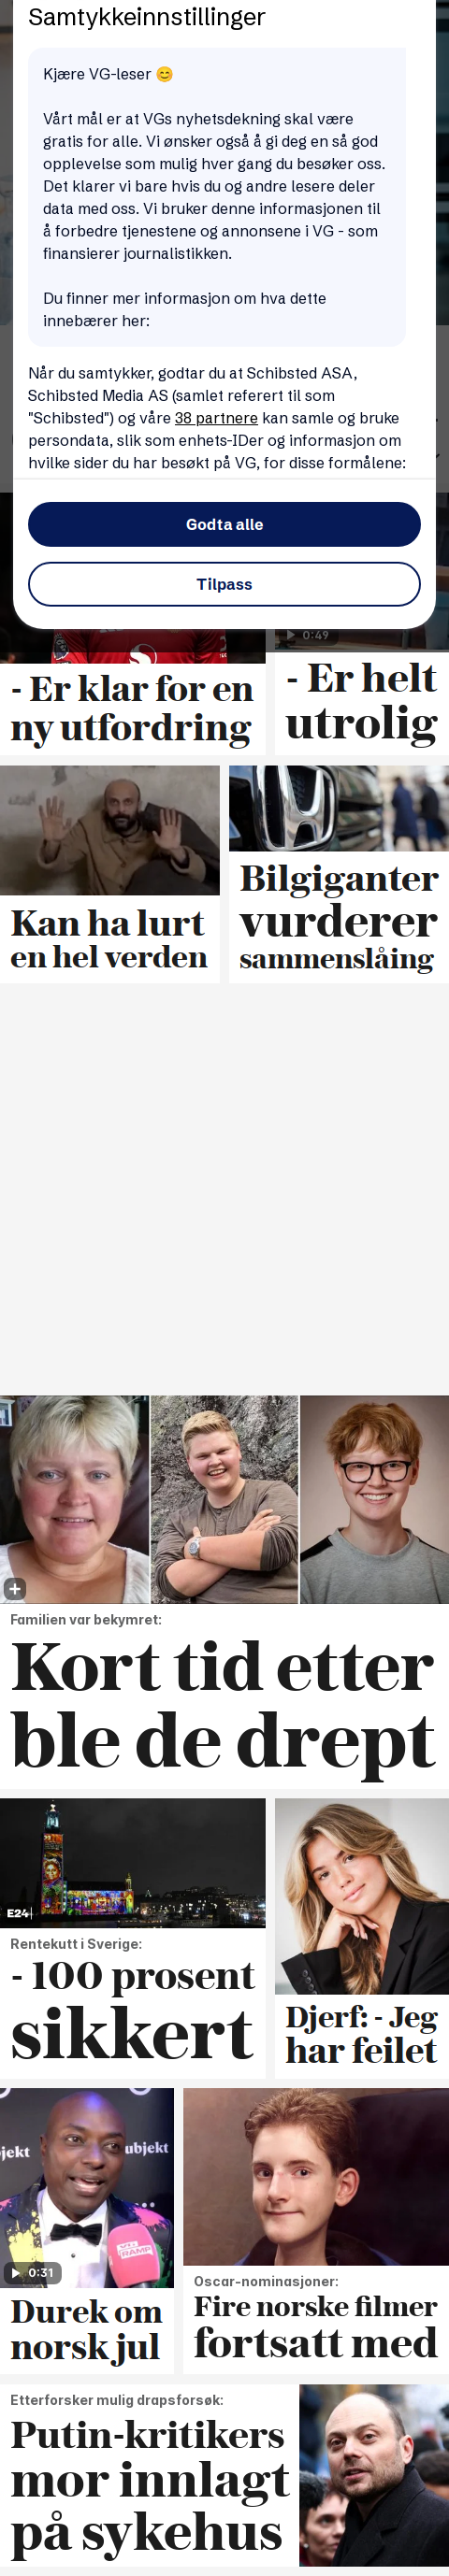 Samtykkeinnstillinger
Kjære VG-leser 😊
Vårt mål er at VGs nyhetsdekning skal være
gratis for alle. Vi ønsker også å gi deg en så god
opplevelse som mulig hver gang du besøker oss.
Det klarer vi bare hvis du og andre lesere deler
data med oss. Vi bruker denne informasjonen til
å forbedre tjenestene og annonsene i VG - som
finansierer journalistikken.
Du finner mer informasjon om hva dette
innebærer her:
Når du samtykker, godtar du at Schibsted ASA,
Schibsted Media AS (samlet referert til som
"Schibsted") og våre 38 partnere kan samle og bruke
persondata, slik som enhets-IDer og informasjon om
hvilke sider du har besøkt på VG, for disse formålene:
Godta alle
Tilpass
0:49
- Er klar for en
ny utfordring
- Er helt
utrolig
Kan ha lurt
en hel verden
Bilgiganter
vurderer
sammenslåing
Familien var bekymret:
Kort tid etter
ble de drept
E24
Rentekutt i Sverige:
- 100 prosent
sikkert
Djerf: - Jeg
har feilet
ubjekt
jekt
RAMP
0:31
Durek om
norsk jul
Oscar-nominasjoner:
Fire norske filmer
fortsatt med
Etterforsker mulig drapsforsøk:
Putin-kritikers
mor innlagt
på sykehus